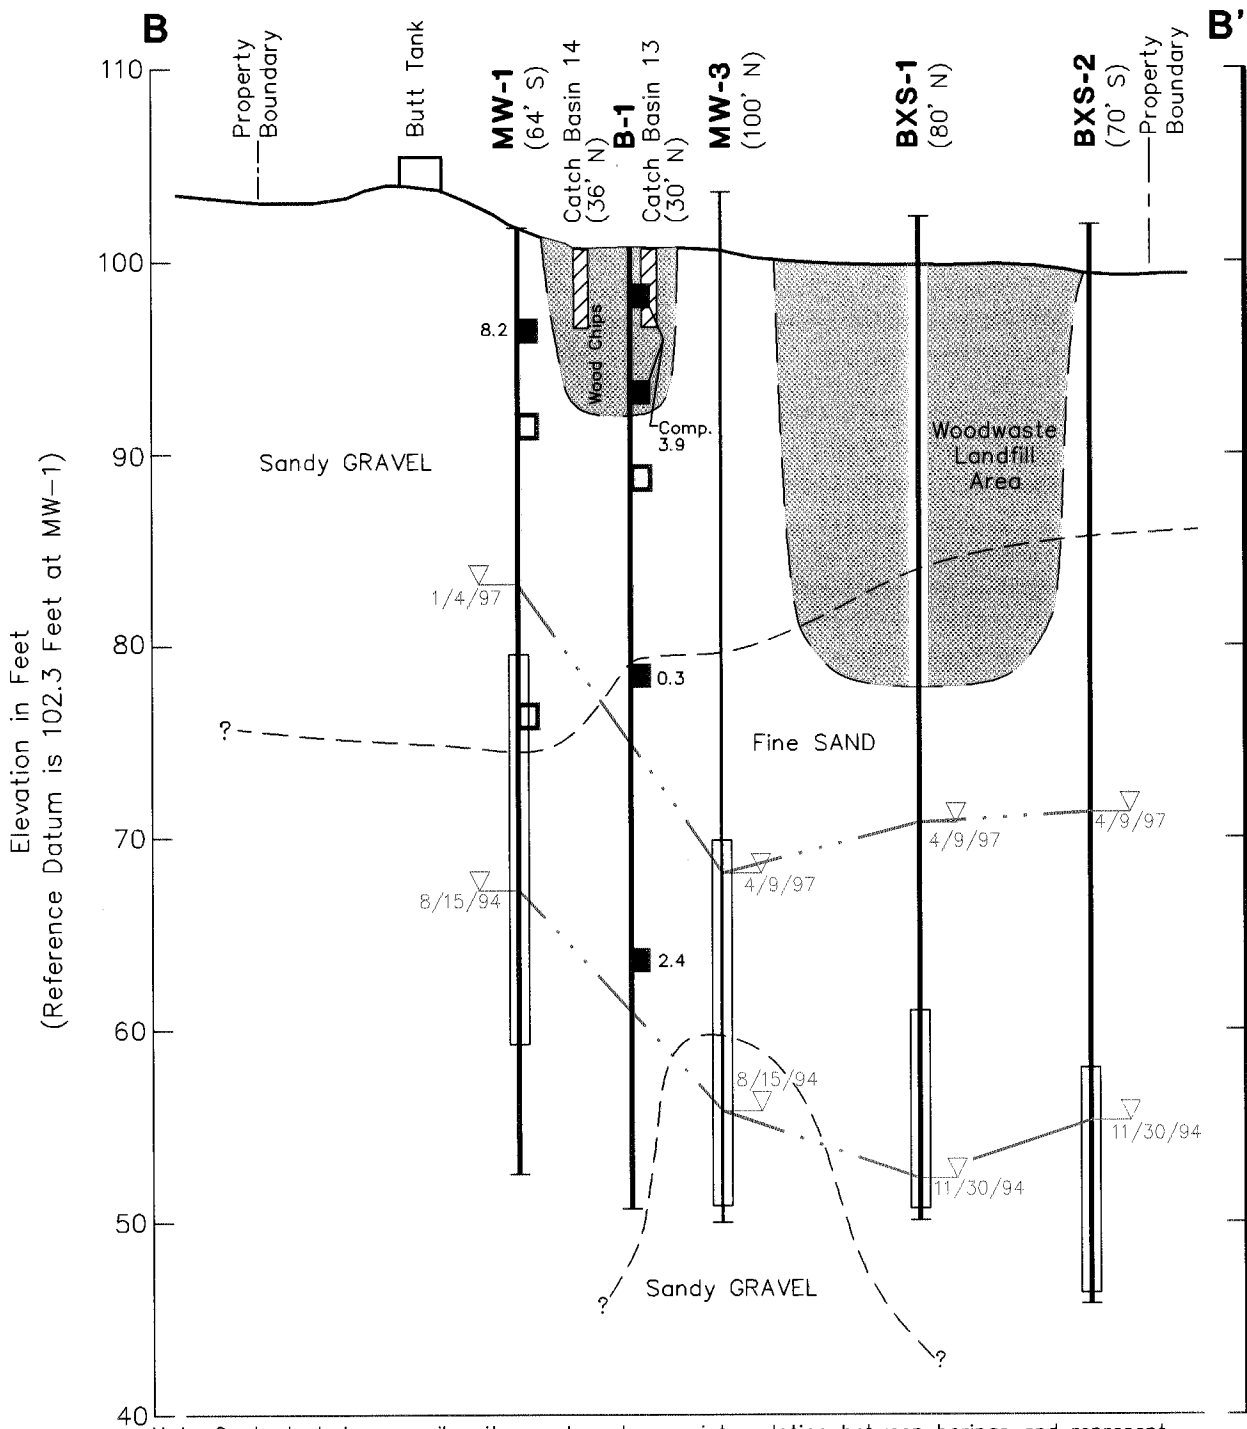 B
B'
Property
Boundary
Butt Tank
MW-1
(64' S)
Catch Basin 14
(36' N)
B-1
Catch Basin 13
(30' N)
MW-3
(100' N)
BXS-1
(80' N)
BXS-2
(70' S)
Property
Boundary
110
100
90
80
70
60
50
40
Elevation in Feet
(Reference Datum is 102.3 Feet at MW-1)
8.2
Wood Chips
Comp.
3.9
Woodwaste
Landfill
Area
Sandy GRAVEL
1/4/97
0.3
?
Fine SAND
4/9/97
4/9/97
4/9/97
8/15/94
2.4
8/15/94
11/30/94
11/30/94
Sandy GRAVEL
?
?